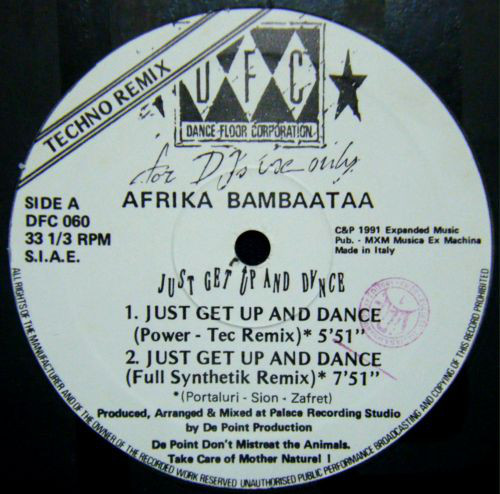 TECHNO REMIX
DFC
DANCE FLOOR CORPORATION
for DJs use only
AFRIKA BAMBAATAA
SIDE A
DFC 060
33 1/3 RPM
S.I.A.E.
C&P 1991 Expanded Music
Pub. - MXM Musica Ex Machina
Made in Italy
JUST GET UP AND DANCE
1. JUST GET UP AND DANCE
(Power - Tec Remix)* 5'51"
2. JUST GET UP AND DANCE
(Full Synthetik Remix)* 7'51"
*(Portaluri - Sion - Zafret)
Produced, Arranged & Mixed at Palace Recording Studio
by De Point Production
De Point Don't Mistreat the Animals.
Take Care of Mother Nature! !
ALL RIGHTS OF THE MANUFACTURER AND OF THE OWNER OF THE RECORDED WORK RESERVED UNAUTHORISED PUBLIC PERFORMANCE BROADCASTING AND COPYING OF THIS RECORD PROHIBITED